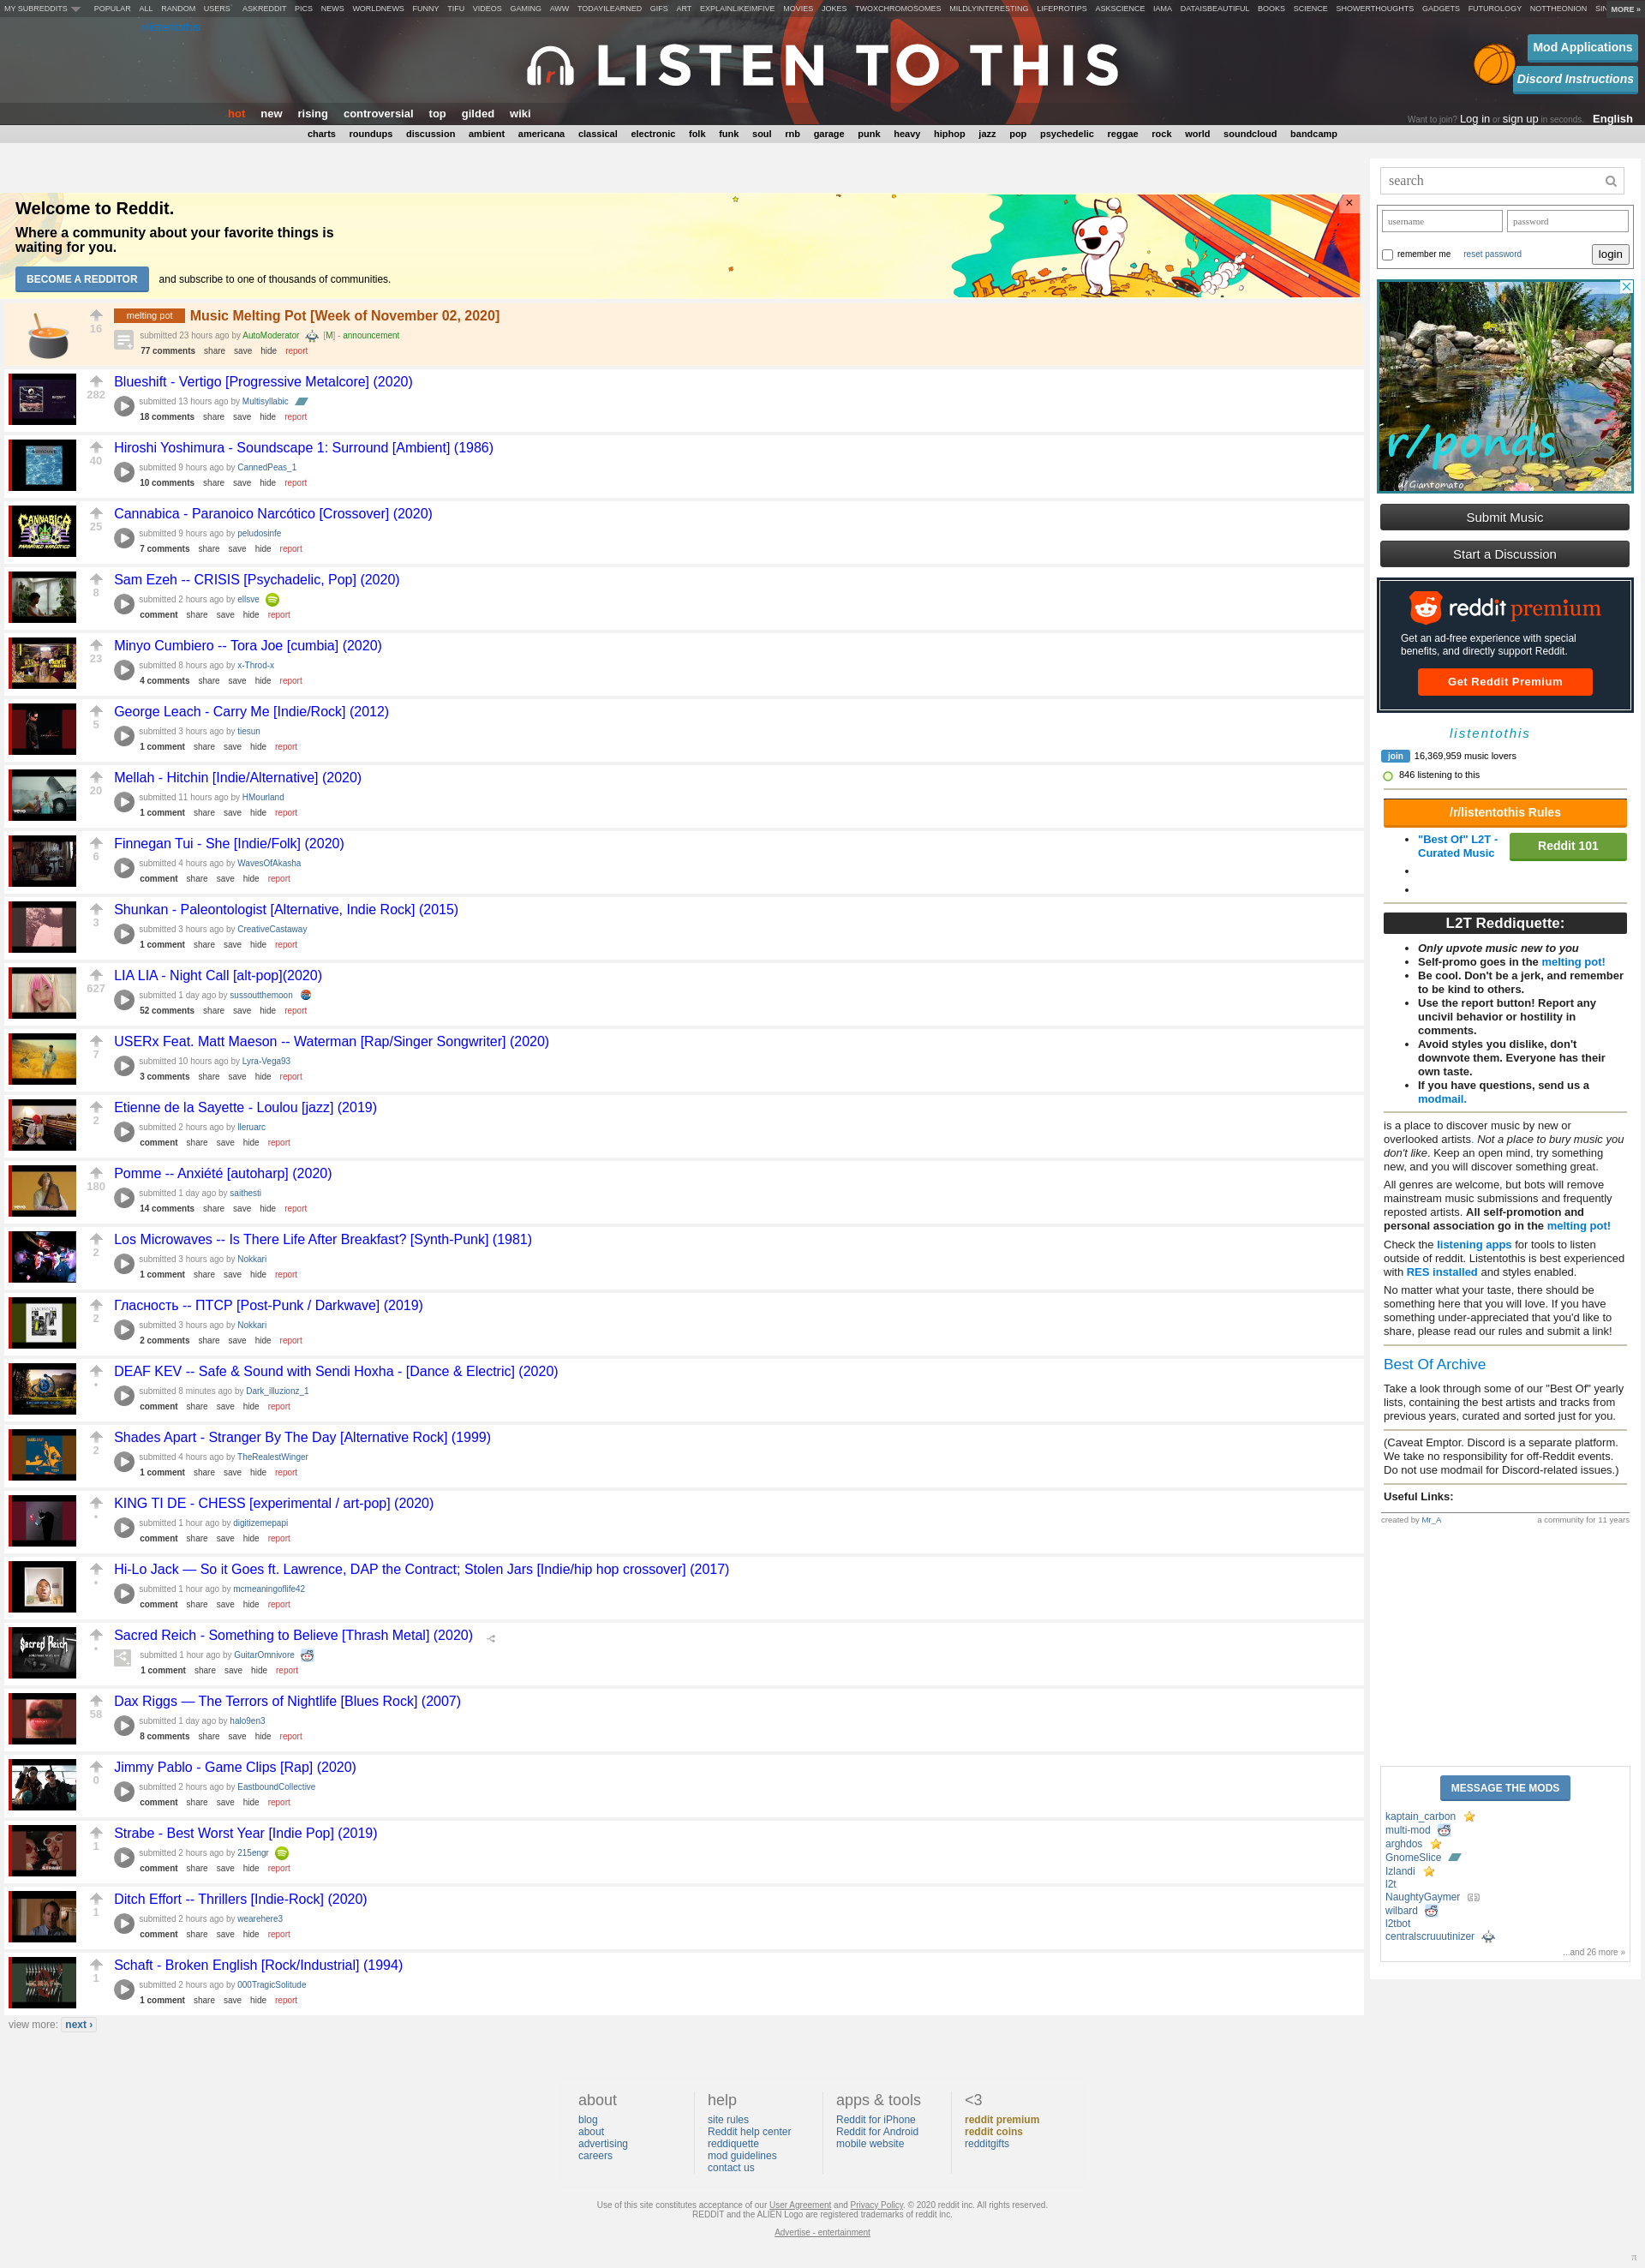 MY SUBREDDITS POPULAR ALL RANDOM USERS ASKREDDIT PICS NEWS WORLDNEWS FUNNY TIFU VIDEOS GAMING AWW TODAYILEARNED GIFS ART EXPLAINLIKEIMFIVE MOVIES JOKES TWOXCHROMOSOMES MILDLYINTERESTING LIFEPROTIPS ASKSCIENCE IAMA DATAISBEAUTIFUL BOOKS SCIENCE SHOWERTHOUGHTS GADGETS FUTUROLOGY NOTTHEONION MORE »
LISTEN TO THIS
Mod Applications
Discord Instructions
hot new rising controversial top gilded wiki
Want to join? Log in or sign up in seconds. English
charts roundups discussion ambient americana classical electronic folk funk soul rnb garage punk heavy hiphop jazz pop psychedelic reggae rock world soundcloud bandcamp
Welcome to Reddit.
Where a community about your favorite things is
waiting for you.
BECOME A REDDITOR and subscribe to one of thousands of communities.
16
melting pot Music Melting Pot [Week of November 02, 2020]
submitted 23 hours ago by AutoModerator [M] - announcement
77 comments share save hide report
282
Blueshift - Vertigo [Progressive Metalcore] (2020)
submitted 13 hours ago by Multisyllabic
18 comments share save hide report
40
Hiroshi Yoshimura - Soundscape 1: Surround [Ambient] (1986)
submitted 9 hours ago by CannedPeas_1
10 comments share save hide report
CANNABICA
PARANOICO NARCOTICO
25
Cannabica - Paranoico Narcótico [Crossover] (2020)
submitted 9 hours ago by peludosinfe
7 comments share save hide report
8
Sam Ezeh -- CRISIS [Psychadelic, Pop] (2020)
submitted 2 hours ago by ellsve
comment share save hide report
23
Minyo Cumbiero -- Tora Joe [cumbia] (2020)
submitted 8 hours ago by x-Throd-x
4 comments share save hide report
5
George Leach - Carry Me [Indie/Rock] (2012)
submitted 3 hours ago by tiesun
1 comment share save hide report
20
Mellah - Hitchin [Indie/Alternative] (2020)
submitted 11 hours ago by HMourland
1 comment share save hide report
6
Finnegan Tui - She [Indie/Folk] (2020)
submitted 4 hours ago by WavesOfAkasha
comment share save hide report
3
Shunkan - Paleontologist [Alternative, Indie Rock] (2015)
submitted 3 hours ago by CreativeCastaway
1 comment share save hide report
627
LIA LIA - Night Call [alt-pop](2020)
submitted 1 day ago by sussoutthemoon
52 comments share save hide report
7
USERx Feat. Matt Maeson -- Waterman [Rap/Singer Songwriter] (2020)
submitted 10 hours ago by Lyra-Vega93
3 comments share save hide report
2
Etienne de la Sayette - Loulou [jazz] (2019)
submitted 2 hours ago by lleruarc
comment share save hide report
180
Pomme -- Anxiété [autoharp] (2020)
submitted 1 day ago by saithesti
14 comments share save hide report
2
Los Microwaves -- Is There Life After Breakfast? [Synth-Punk] (1981)
submitted 3 hours ago by Nokkari
1 comment share save hide report
2
Гласность -- ПТСР [Post-Punk / Darkwave] (2019)
submitted 3 hours ago by Nokkari
2 comments share save hide report
•
DEAF KEV -- Safe & Sound with Sendi Hoxha - [Dance & Electric] (2020)
submitted 8 minutes ago by Dark_illuzionz_1
comment share save hide report
2
Shades Apart - Stranger By The Day [Alternative Rock] (1999)
submitted 4 hours ago by TheRealestWinger
1 comment share save hide report
•
KING TI DE - CHESS [experimental / art-pop] (2020)
submitted 1 hour ago by digitizemepapi
comment share save hide report
•
Hi-Lo Jack — So it Goes ft. Lawrence, DAP the Contract; Stolen Jars [Indie/hip hop crossover] (2017)
submitted 1 hour ago by mcmeaningoflife42
comment share save hide report
Sacred Reich
•
Sacred Reich - Something to Believe [Thrash Metal] (2020)
submitted 1 hour ago by GuitarOmnivore
1 comment share save hide report
58
Dax Riggs — The Terrors of Nightlife [Blues Rock] (2007)
submitted 1 day ago by halo9en3
8 comments share save hide report
0
Jimmy Pablo - Game Clips [Rap] (2020)
submitted 2 hours ago by EastboundCollective
comment share save hide report
1
Strabe - Best Worst Year [Indie Pop] (2019)
submitted 2 hours ago by 215engr
comment share save hide report
1
Ditch Effort -- Thrillers [Indie-Rock] (2020)
submitted 2 hours ago by wearehere3
comment share save hide report
1
Schaft - Broken English [Rock/Industrial] (1994)
submitted 2 hours ago by 000TragicSolitude
1 comment share save hide report
view more: next ›
search
username password
remember me reset password login
r/ponds
u/Giantomato
Submit Music
Start a Discussion
reddit premium
Get an ad-free experience with special
benefits, and directly support Reddit.
Get Reddit Premium
listentothis
join 16,369,959 music lovers
846 listening to this
/r/listentothis Rules
"Best Of" L2T -
Curated Music
Reddit 101
L2T Reddiquette:
Only upvote music new to you
Self-promo goes in the melting pot!
Be cool. Don't be a jerk, and remember
to be kind to others.
Use the report button! Report any
uncivil behavior or hostility in
comments.
Avoid styles you dislike, don't
downvote them. Everyone has their
own taste.
If you have questions, send us a
modmail.
is a place to discover music by new or
overlooked artists. Not a place to bury music you
don't like. Keep an open mind, try something
new, and you will discover something great.
All genres are welcome, but bots will remove
mainstream music submissions and frequently
reposted artists. All self-promotion and
personal association go in the melting pot!
Check the listening apps for tools to listen
outside of reddit. Listentothis is best experienced
with RES installed and styles enabled.
No matter what your taste, there should be
something here that you will love. If you have
something under-appreciated that you'd like to
share, please read our rules and submit a link!
Best Of Archive
Take a look through some of our "Best Of" yearly
lists, containing the best artists and tracks from
previous years, curated and sorted just for you.
(Caveat Emptor. Discord is a separate platform.
We take no responsibility for off-Reddit events.
Do not use modmail for Discord-related issues.)
Useful Links:
created by Mr_A a community for 11 years
MESSAGE THE MODS
kaptain_carbon
multi-mod
arghdos
GnomeSlice
Izlandi
l2t
NaughtyGaymer
wilbard
l2tbot
centralscruuutinizer
...and 26 more »
about
blog
about
advertising
careers
help
site rules
Reddit help center
reddiquette
mod guidelines
contact us
apps & tools
Reddit for iPhone
Reddit for Android
mobile website
<3
reddit premium
reddit coins
redditgifts
Use of this site constitutes acceptance of our User Agreement and Privacy Policy. © 2020 reddit inc. All rights reserved.
REDDIT and the ALIEN Logo are registered trademarks of reddit inc.
Advertise - entertainment
π